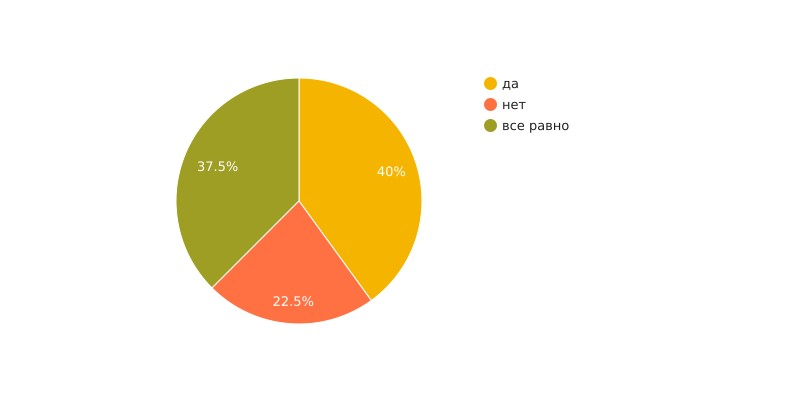 да
нет
все равно
37.5%
40%
22.5%